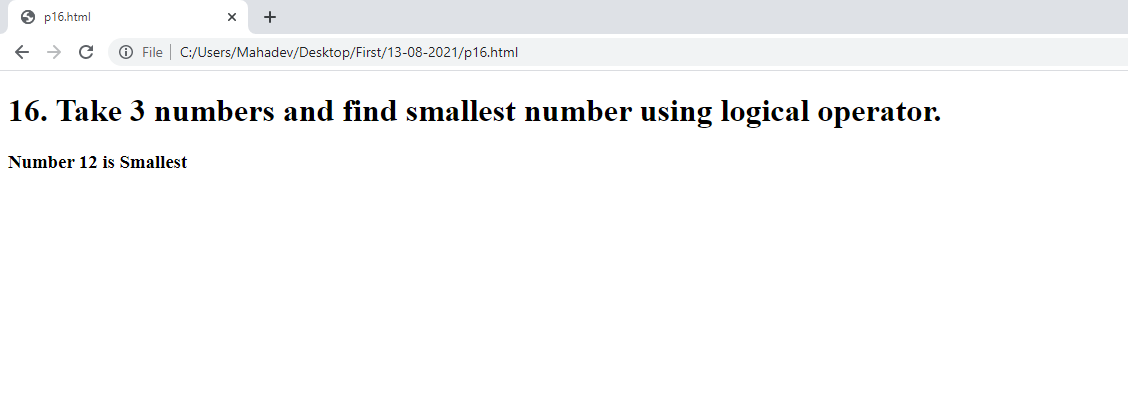 p16.html
File C:/Users/Mahadev/Desktop/First/13-08-2021/p16.html
16. Take 3 numbers and find smallest number using logical operator.
Number 12 is Smallest